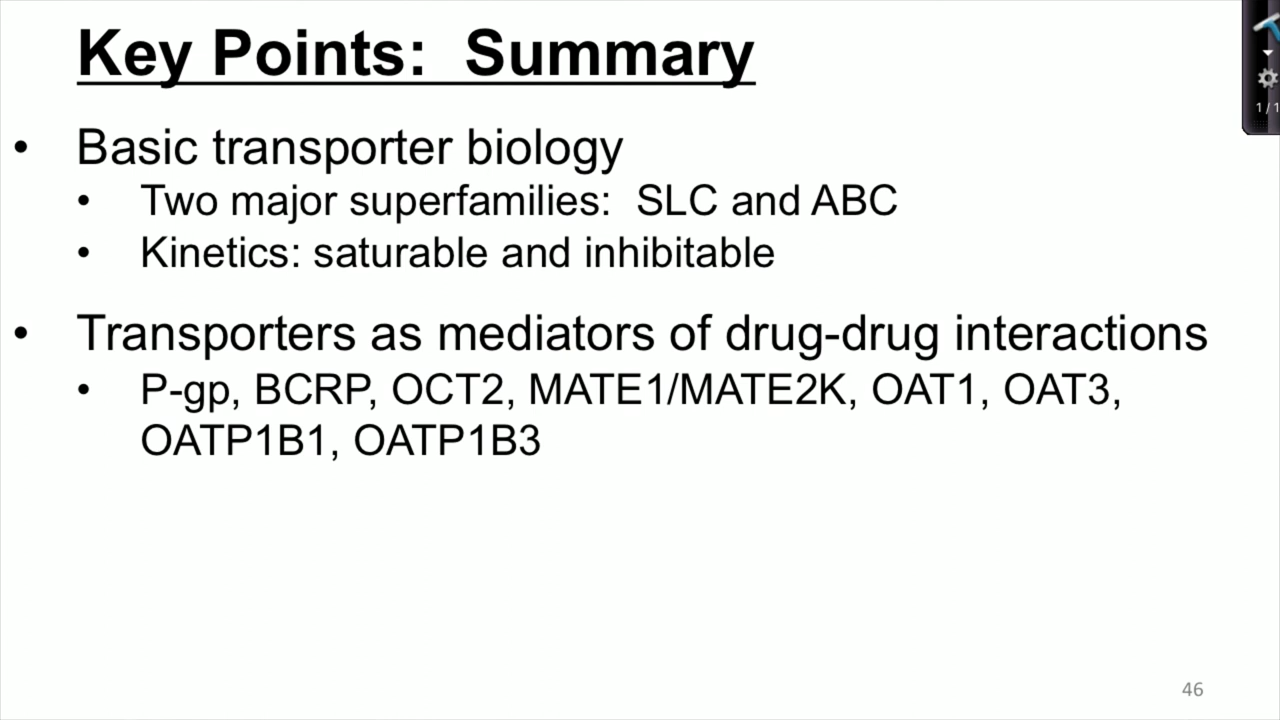 Key Points:  Summary
• Basic transporter biology
• Two major superfamilies:  SLC and ABC
• Kinetics: saturable and inhibitable
• Transporters as mediators of drug-drug interactions
• P-gp, BCRP, OCT2, MATE1/MATE2K, OAT1, OAT3,
OATP1B1, OATP1B3
46